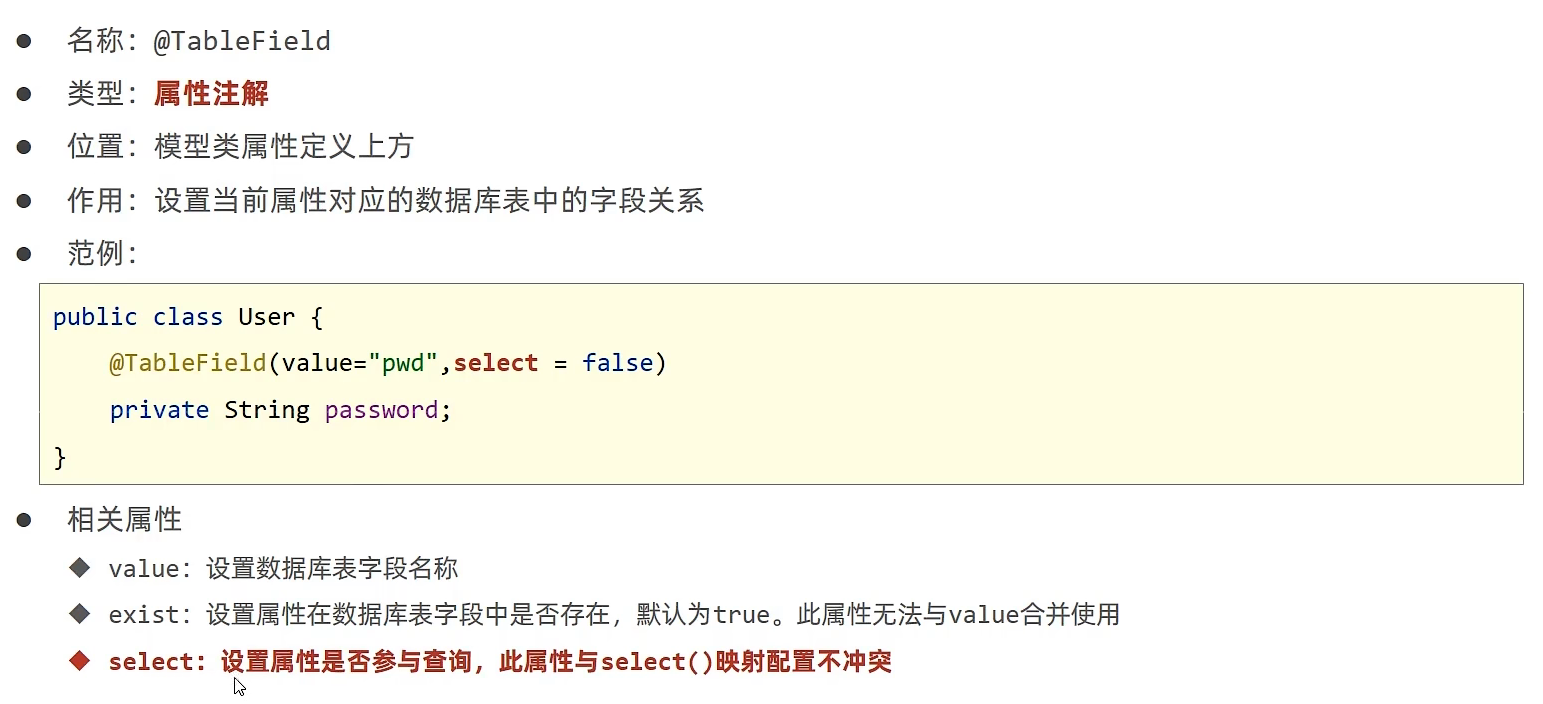 ● 名称：@TableField
● 类型：属性注解
● 位置：模型类属性定义上方
● 作用：设置当前属性对应的数据库表中的字段关系
● 范例：
public class User {
    @TableField(value="pwd",select = false)
    private String password;
}
● 相关属性
◆ value：设置数据库表字段名称
◆ exist：设置属性在数据库表字段中是否存在，默认为true。此属性无法与value合并使用
◆ select：设置属性是否参与查询，此属性与select()映射配置不冲突